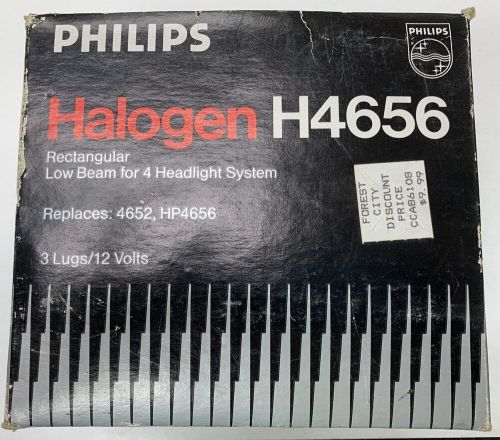 PHILIPS
PHILIPS
Halogen H4656
Rectangular
Low Beam for 4 Headlight System
Replaces: 4652, HP4656
3 Lugs/12 Volts
FOREST
CITY
DISCOUNT
PRICE
CCAB6108
$9.99